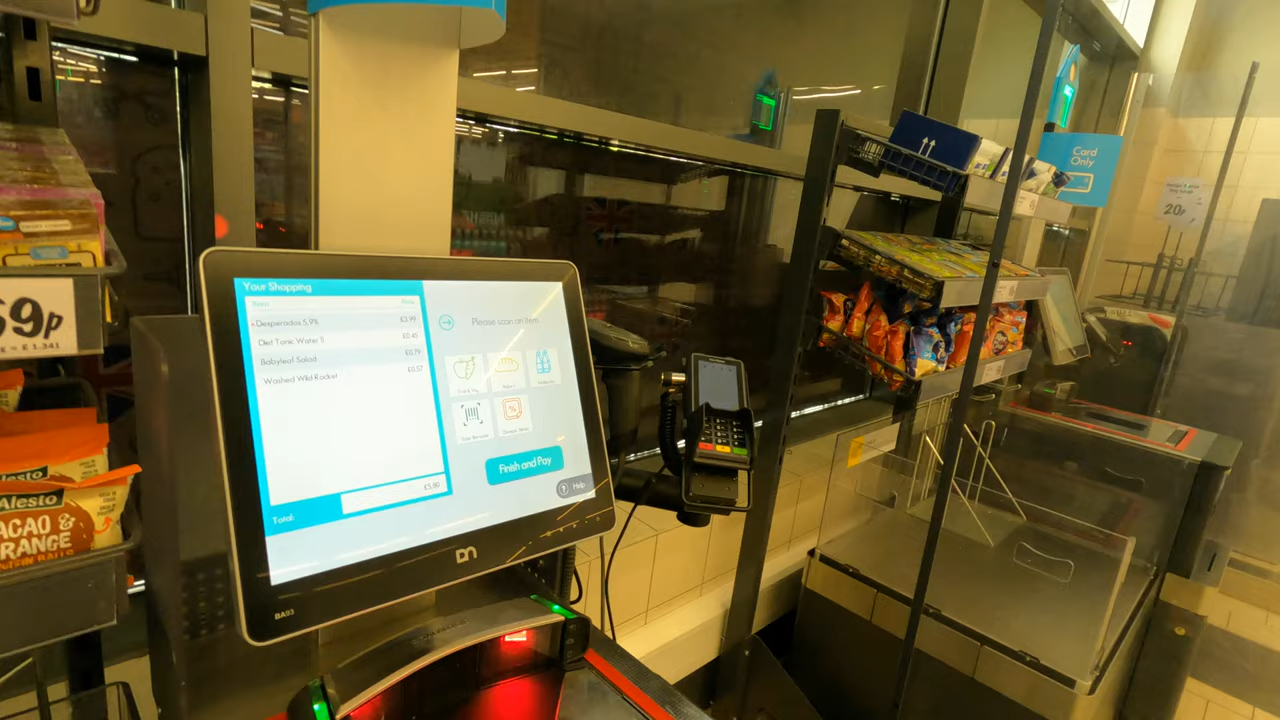 Card
Only
20p
69p
Your Shopping
Desperados 5,9% £3.99
Diet Tonic Water 1l £0.45
Babyleaf Salad £0.79
Washed Wild Rocket £0.57
£5.80
Total:
Please scan an item...
Finish and Pay
Help
DN
BA93
Alesto
Alesto
CACAO &
ORANGE